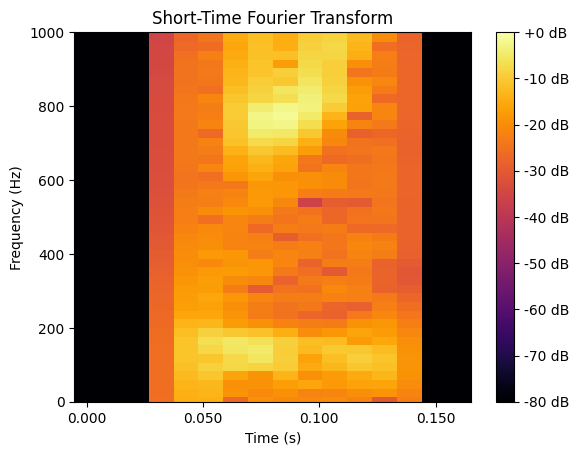 Short-Time Fourier Transform
Frequency (Hz)
1000
800
600
400
200
0
0.000
0.050
0.100
0.150
Time (s)
+0 dB
-10 dB
-20 dB
-30 dB
-40 dB
-50 dB
-60 dB
-70 dB
-80 dB